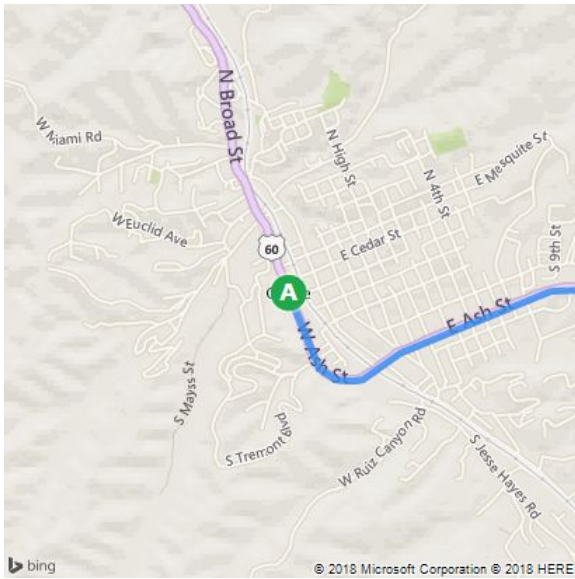 N Broad St
W Miami Rd
N High St
N 4th St
E Mesquite St
W Euclid Ave
E Cedar St
S 9th St
60
A
E Ash St
W Ash St
S Mayss St
S Tremont Blvd
W Ruiz Canyon Rd
S Jesse Hayes Rd
bing
© 2018 Microsoft Corporation © 2018 HERE